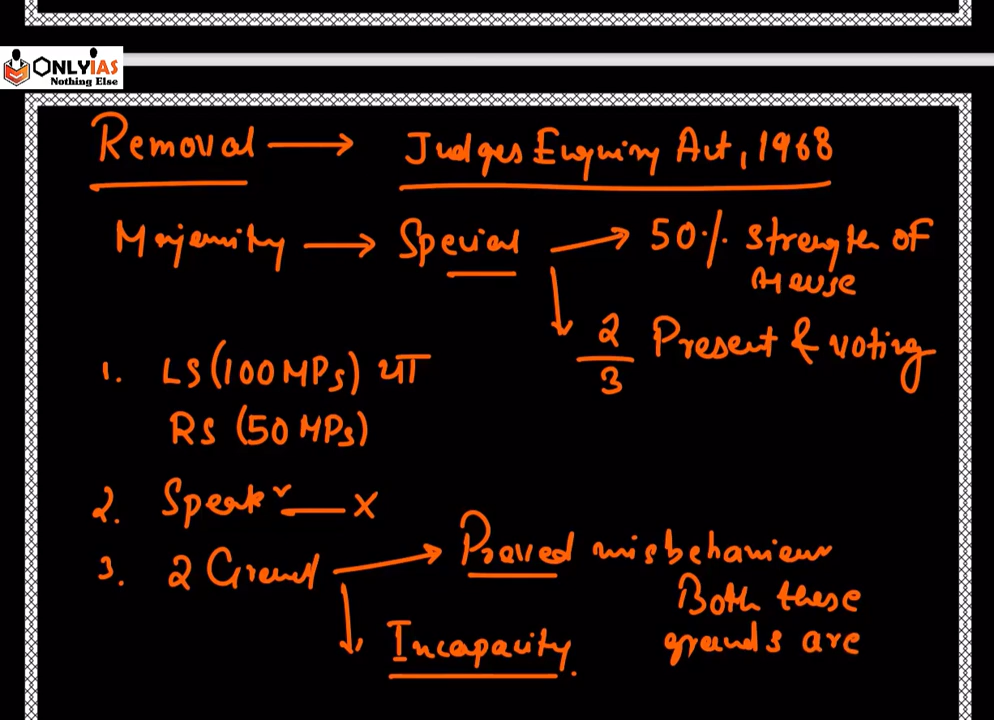 ONLYIAS
Nothing Else
Removal → Judges Enquiry Act, 1968
Majority → Special → 50% Strength of House
2/3 Present & voting
1. LS (100 MPs) या
RS (50 MPs)
2. Speaker — X
3. 2 Ground → Proved misbehaviour
Incapacity.
Both these
grounds are